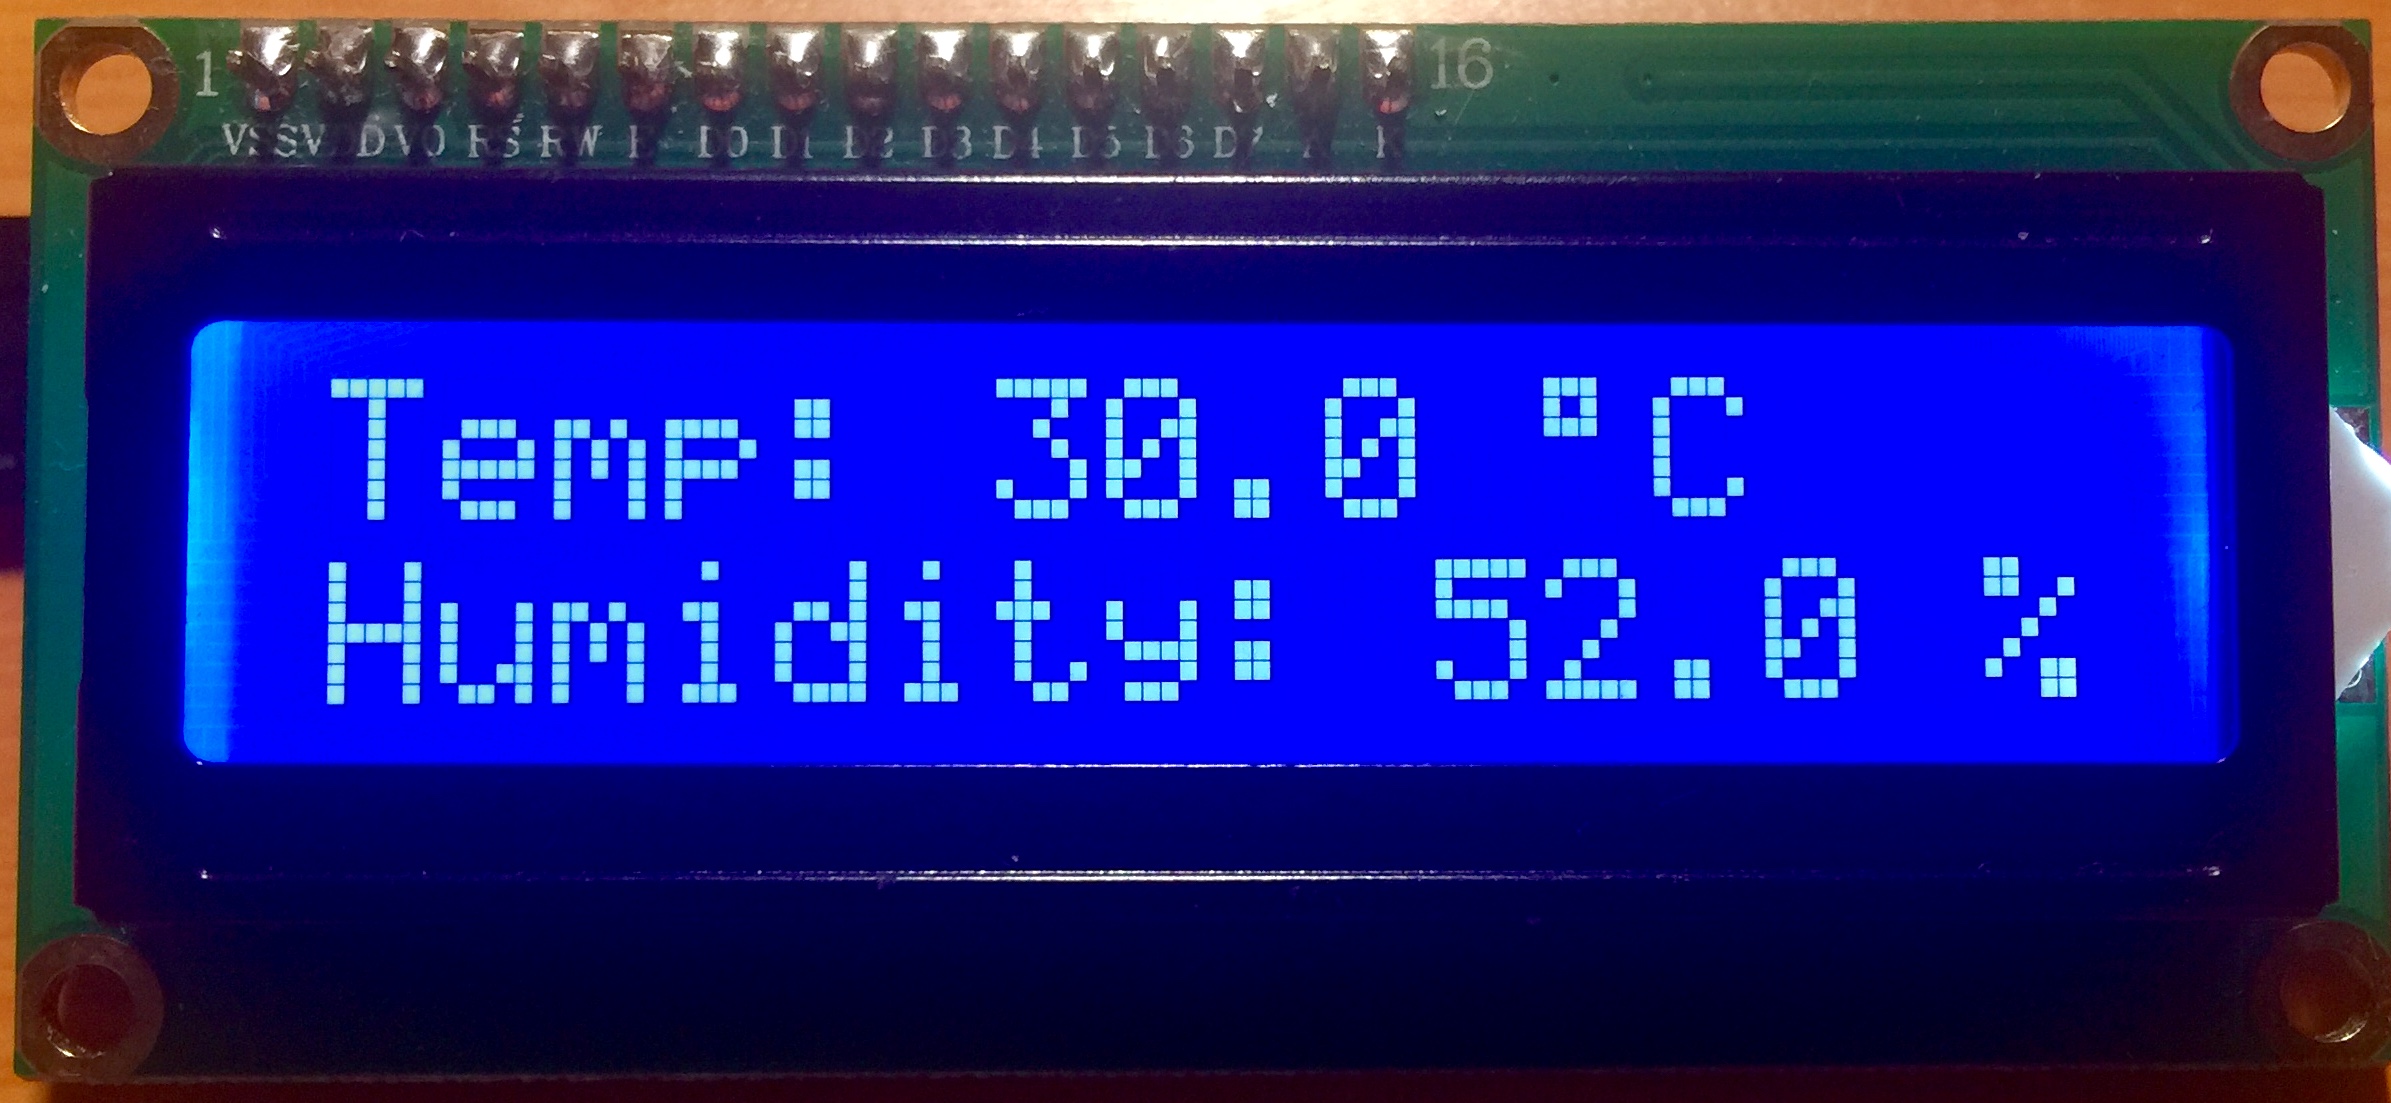 1 16
VSS VDD VO RS RW E D0 D1 D2 D3 D4 D5 D6 D7 A K
Temp: 30.0 °C
Humidity: 52.0 %